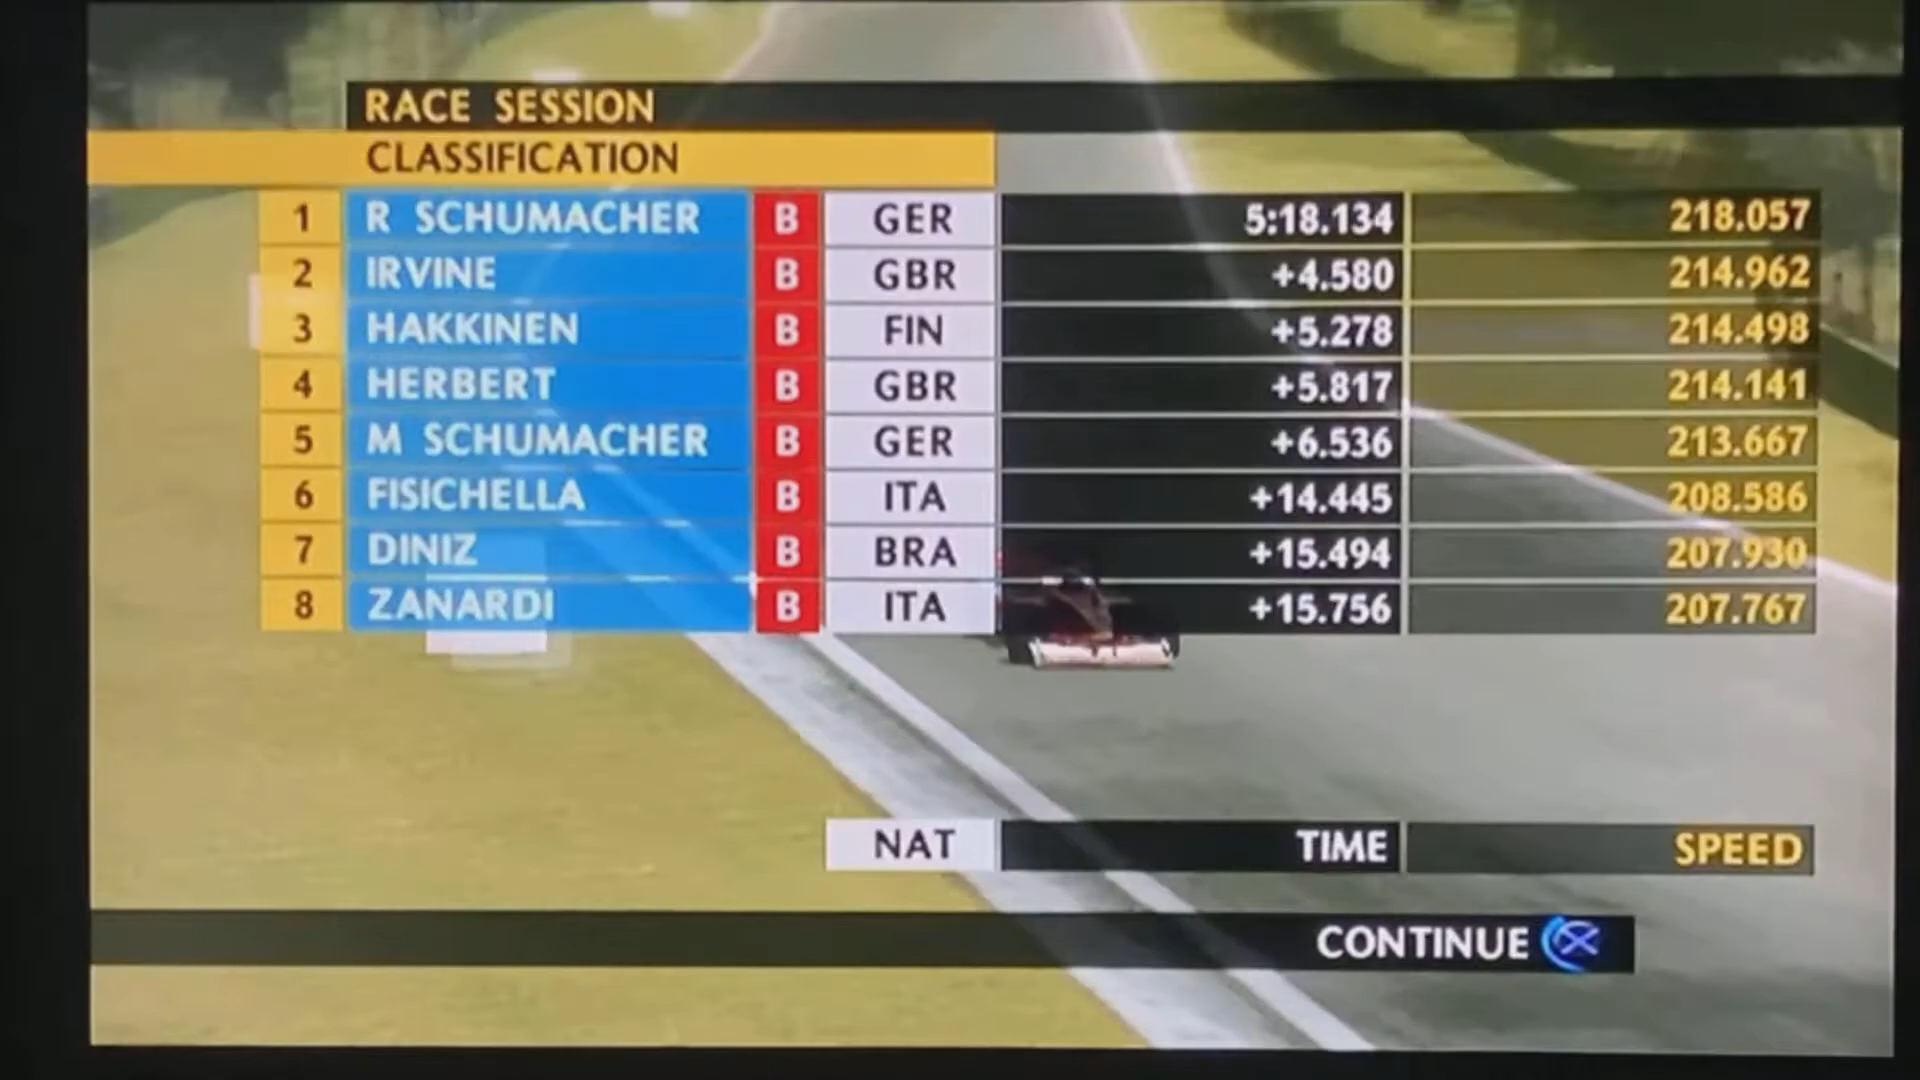 RACE SESSION
CLASSIFICATION
1 R SCHUMACHER B GER 5:18.134 218.057
2 IRVINE B GBR +4.580 214.962
3 HAKKINEN B FIN +5.278 214.498
4 HERBERT B GBR +5.817 214.141
5 M SCHUMACHER B GER +6.536 213.667
6 FISICHELLA B ITA +14.445 208.586
7 DINIZ B BRA +15.494 207.930
8 ZANARDI B ITA +15.756 207.767
NAT TIME SPEED
CONTINUE